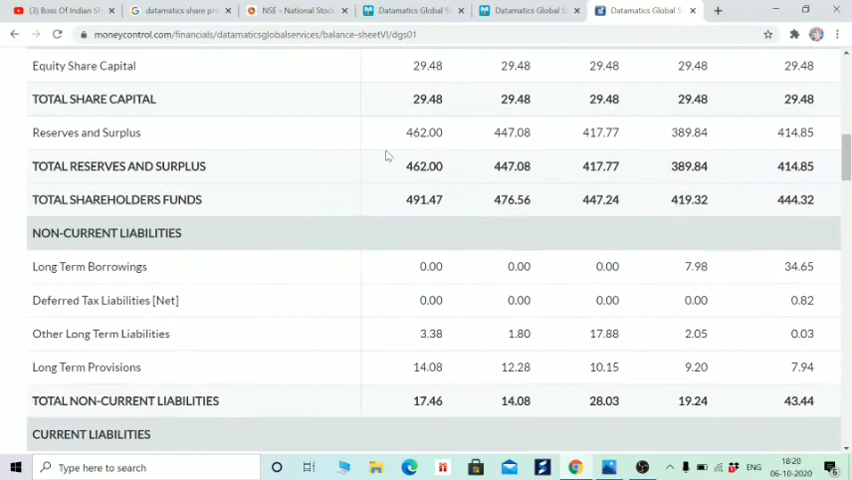 (3) Boss Of Indian Sh
datamatics share pri
NSE - National Stock
Datamatics Global S
Datamatics Global S
Datamatics Global S
moneycontrol.com/financials/datamaticsglobalservices/balance-sheetVI/dgs01
Equity Share Capital 29.48 29.48 29.48 29.48 29.48
TOTAL SHARE CAPITAL 29.48 29.48 29.48 29.48 29.48
Reserves and Surplus 462.00 447.08 417.77 389.84 414.85
TOTAL RESERVES AND SURPLUS 462.00 447.08 417.77 389.84 414.85
TOTAL SHAREHOLDERS FUNDS 491.47 476.56 447.24 419.32 444.32
NON-CURRENT LIABILITIES
Long Term Borrowings 0.00 0.00 0.00 7.98 34.65
Deferred Tax Liabilities [Net] 0.00 0.00 0.00 0.00 0.82
Other Long Term Liabilities 3.38 1.80 17.88 2.05 0.03
Long Term Provisions 14.08 12.28 10.15 9.20 7.94
TOTAL NON-CURRENT LIABILITIES 17.46 14.08 28.03 19.24 43.44
CURRENT LIABILITIES
Type here to search
ENG
18:20
06-10-2020